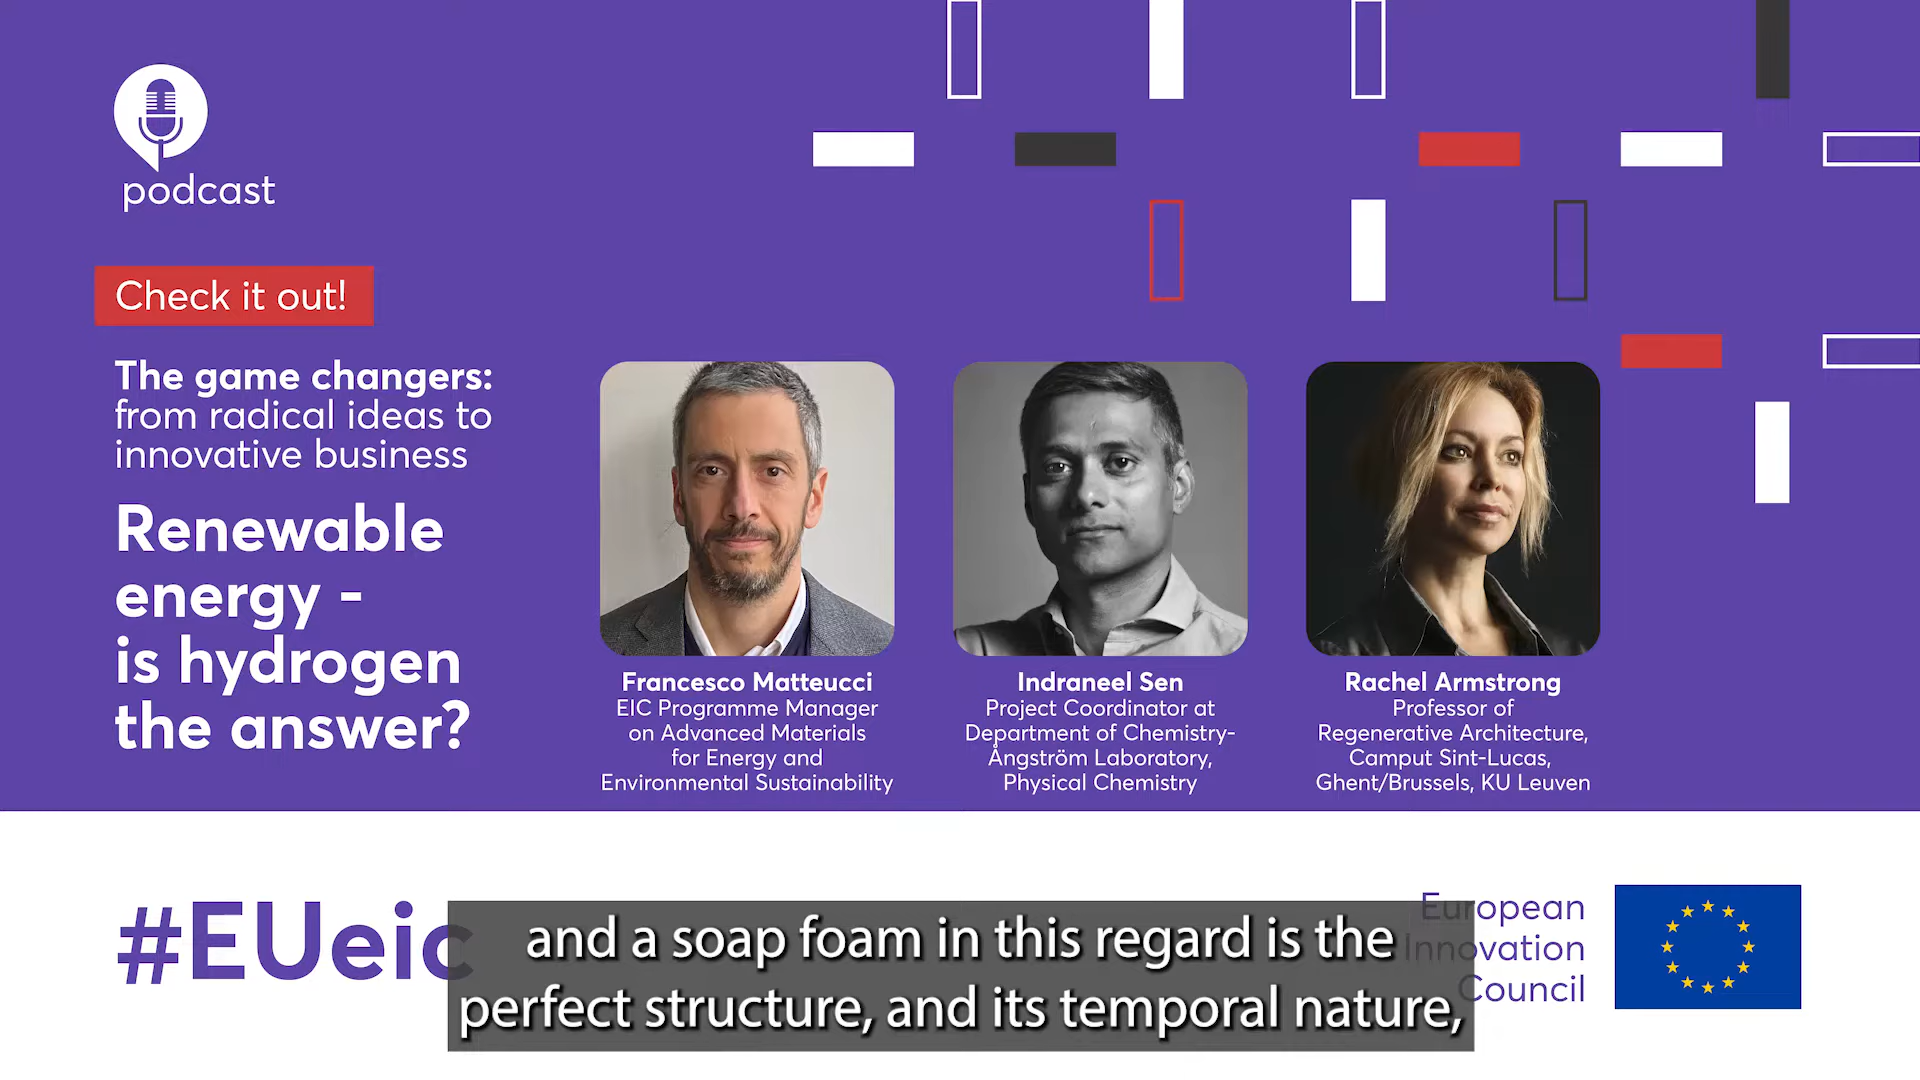 podcast
Check it out!
The game changers:
from radical ideas to
innovative business
Renewable
energy -
is hydrogen
the answer?
Francesco Matteucci
EIC Programme Manager
on Advanced Materials
for Energy and
Environmental Sustainability
Indraneel Sen
Project Coordinator at
Department of Chemistry-
Ångström Laboratory,
Physical Chemistry
Rachel Armstrong
Professor of
Regenerative Architecture,
Camput Sint-Lucas,
Ghent/Brussels, KU Leuven
#EUeic
European
Innovation
Council
and a soap foam in this regard is the
perfect structure, and its temporal nature,